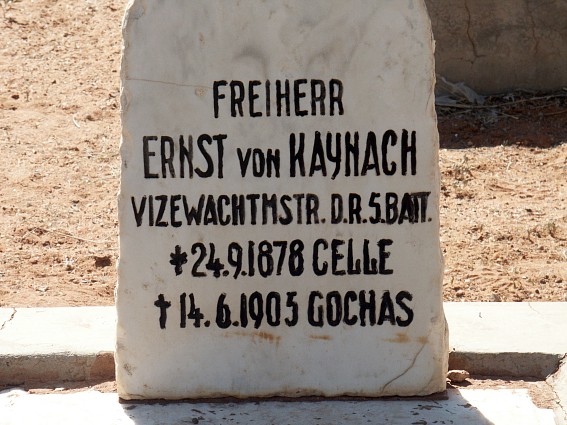 FREIHERR
ERNST VON KAYNACH
VIZEWACHTMSTR. D.R. 5. BATT.
* 24.9.1878 CELLE
† 14.6.1905 GOCHAS